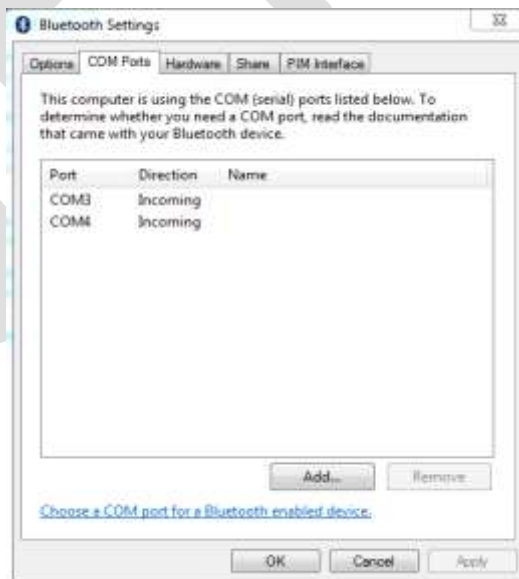 Bluetooth Settings
Options COM Ports Hardware Share PIM Interface
This computer is using the COM (serial) ports listed below. To
determine whether you need a COM port, read the documentation
that came with your Bluetooth device.
Port Direction Name
COM3 Incoming
COM4 Incoming
Add... Remove
Choose a COM port for a Bluetooth enabled device.
OK Cancel Apply